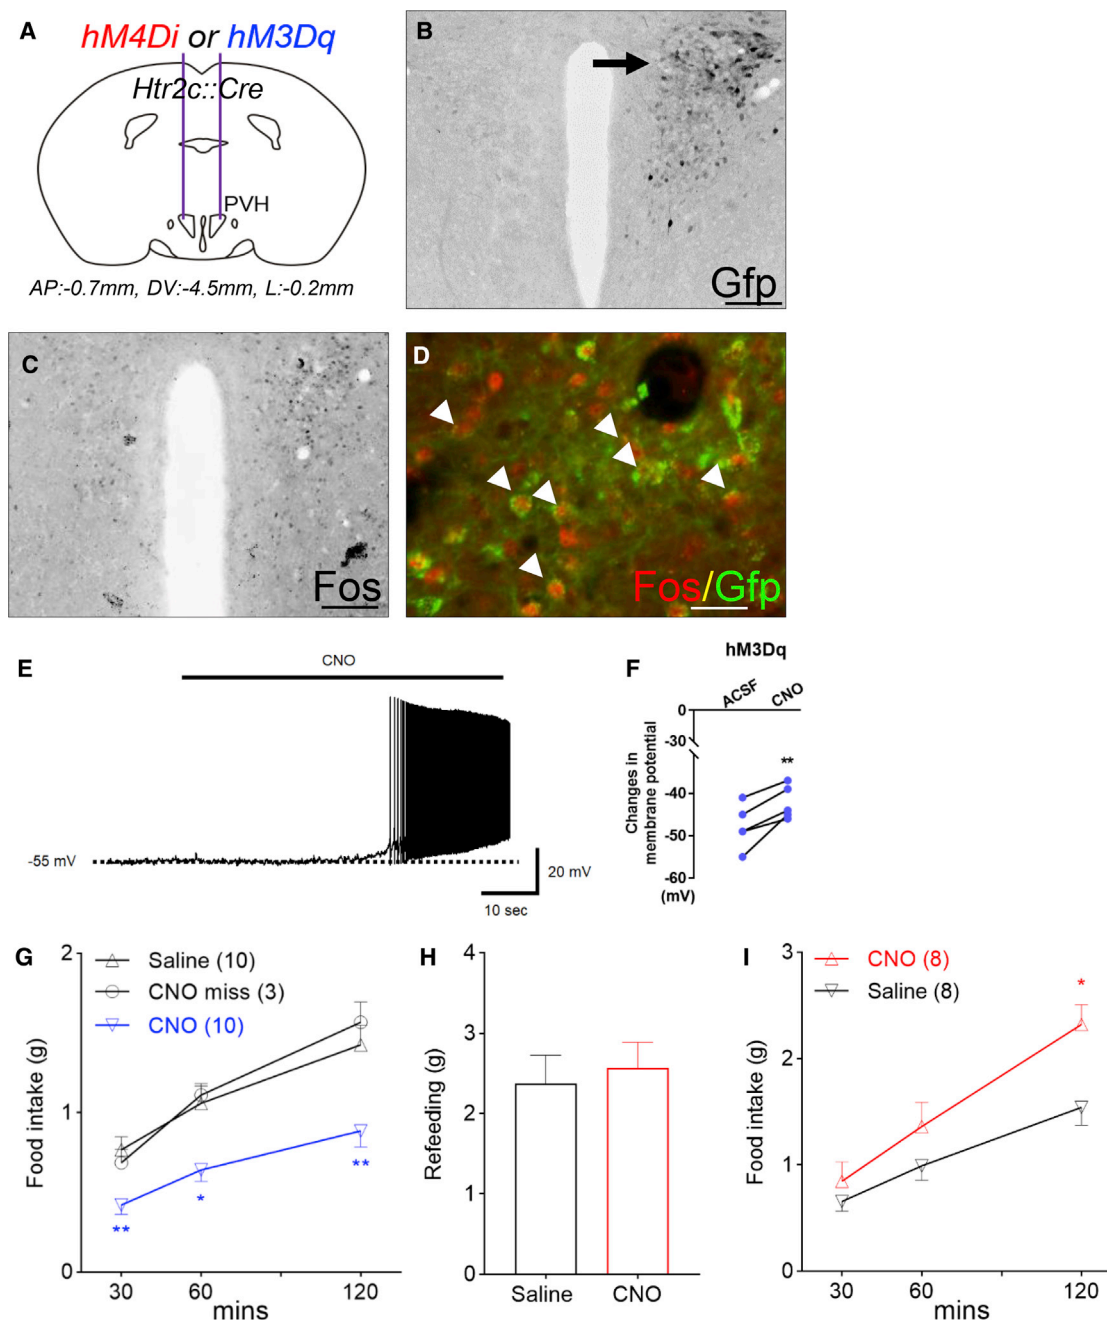 A
hM4Di or hM3Dq
Htr2c::Cre
PVH
AP:-0.7mm, DV:-4.5mm, L:-0.2mm
B
Gfp
C
Fos
D
Fos/Gfp
E
CNO
-55 mV
20 mV
10 sec
F
hM3Dq
ACSF
CNO
0
-30
-40
-50
-60
(mV)
Changes in
membrane potential
**
G
2
1
0
Food intake (g)
Saline (10)
CNO miss (3)
CNO (10)
**
*
**
30
60
120
mins
H
4
3
2
1
0
Refeeding (g)
Saline
CNO
I
3
2
1
0
Food intake (g)
CNO (8)
Saline (8)
*
30
60
120
mins